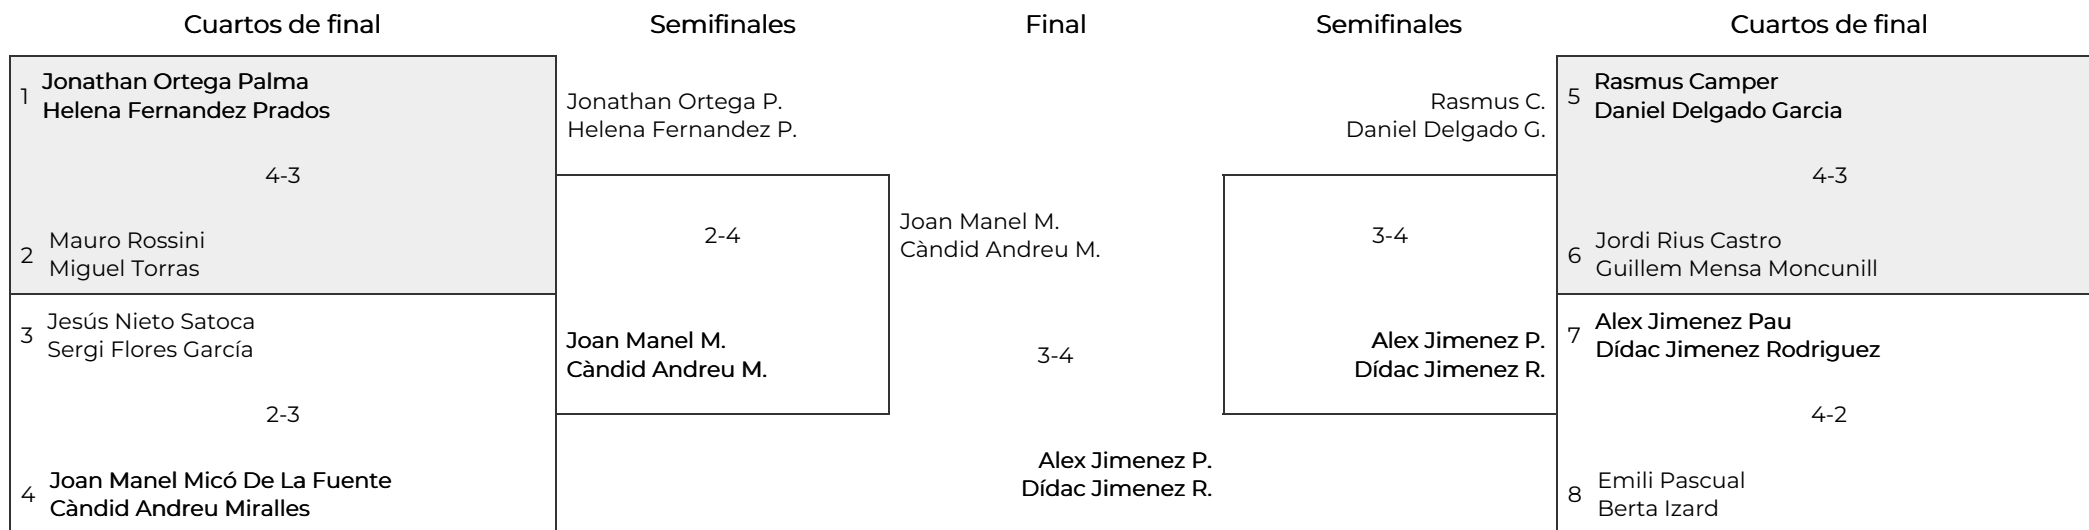 Cuartos de final
Semifinales
Final
Semifinales
Cuartos de final
1
Jonathan Ortega Palma
Helena Fernandez Prados
4-3
2
Mauro Rossini
Miguel Torras
3
Jesús Nieto Satoca
Sergi Flores García
2-3
4
Joan Manel Micó De La Fuente
Càndid Andreu Miralles
Jonathan Ortega P.
Helena Fernandez P.
2-4
Joan Manel M.
Càndid Andreu M.
Joan Manel M.
Càndid Andreu M.
3-4
Alex Jimenez P.
Dídac Jimenez R.
Rasmus C.
Daniel Delgado G.
3-4
Alex Jimenez P.
Dídac Jimenez R.
5
Rasmus Camper
Daniel Delgado Garcia
4-3
6
Jordi Rius Castro
Guillem Mensa Moncunill
7
Alex Jimenez Pau
Dídac Jimenez Rodriguez
4-2
8
Emili Pascual
Berta Izard